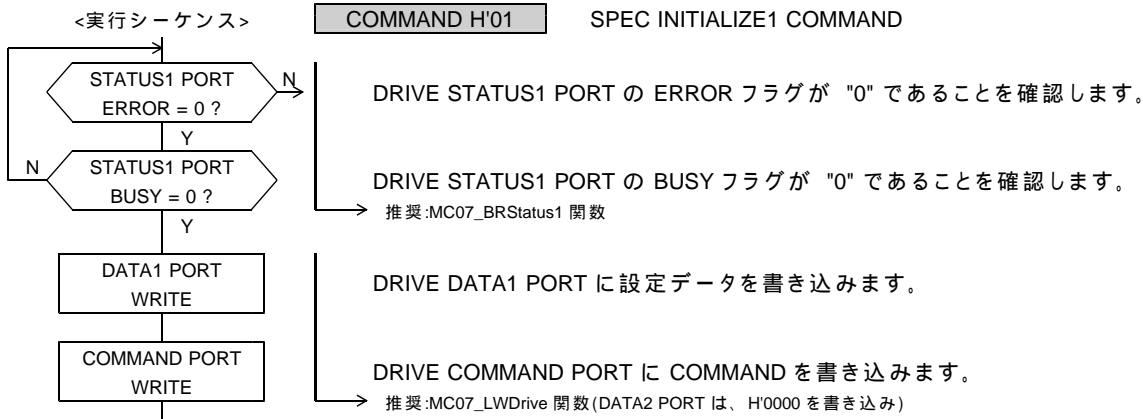 <実行シーケンス>
COMMAND H'01
SPEC INITIALIZE1 COMMAND
STATUS1 PORT
ERROR = 0 ?
N
Y
DRIVE STATUS1 PORT の ERROR フラグが "0" であることを確認します。
STATUS1 PORT
BUSY = 0 ?
N
Y
DRIVE STATUS1 PORT の BUSY フラグが "0" であることを確認します。
推奨:MC07_BRStatus1 関数
DATA1 PORT
WRITE
DRIVE DATA1 PORT に設定データを書き込みます。
COMMAND PORT
WRITE
DRIVE COMMAND PORT に COMMAND を書き込みます。
推奨:MC07_LWDrive 関数(DATA2 PORT は、H'0000 を書き込み)